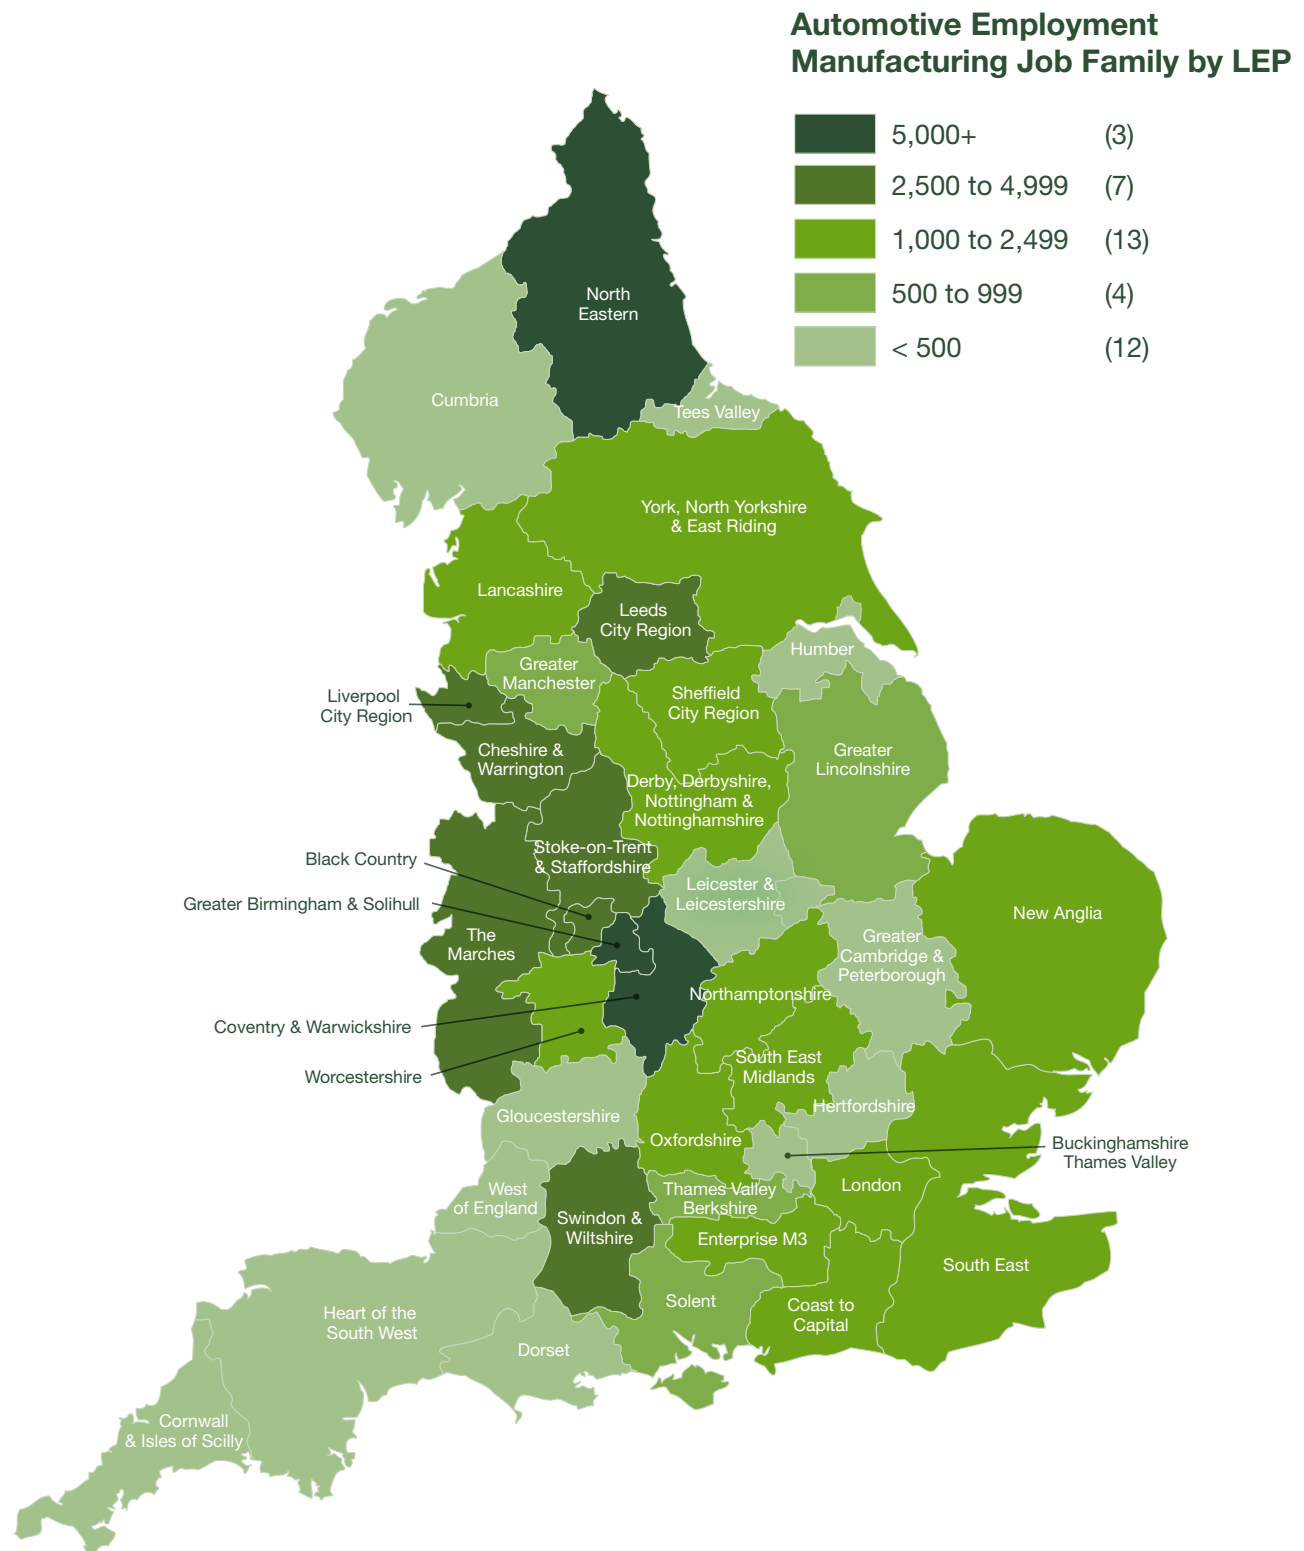 Automotive Employment
Manufacturing Job Family by LEP
5,000+ (3)
2,500 to 4,999 (7)
1,000 to 2,499 (13)
500 to 999 (4)
< 500 (12)
North
Eastern
Cumbria
Tees Valley
York, North Yorkshire
& East Riding
Lancashire
Leeds
City Region
Humber
Greater
Manchester
Liverpool
City Region
Sheffield
City Region
Cheshire &
Warrington
Greater
Lincolnshire
Derby, Derbyshire,
Nottingham &
Nottinghamshire
Black Country
Stoke-on-Trent
& Staffordshire
Greater Birmingham & Solihull
Leicester &
Leicestershire
New Anglia
The
Marches
Greater
Cambridge &
Peterborough
Northamptonshire
Coventry & Warwickshire
Worcestershire
South East
Midlands
Gloucestershire
Hertfordshire
Oxfordshire
Buckinghamshire
Thames Valley
West
of England
Thames Valley
Berkshire
London
Swindon &
Wiltshire
Enterprise M3
South East
Heart of the
South West
Solent
Coast to
Capital
Dorset
Cornwall
& Isles of Scilly